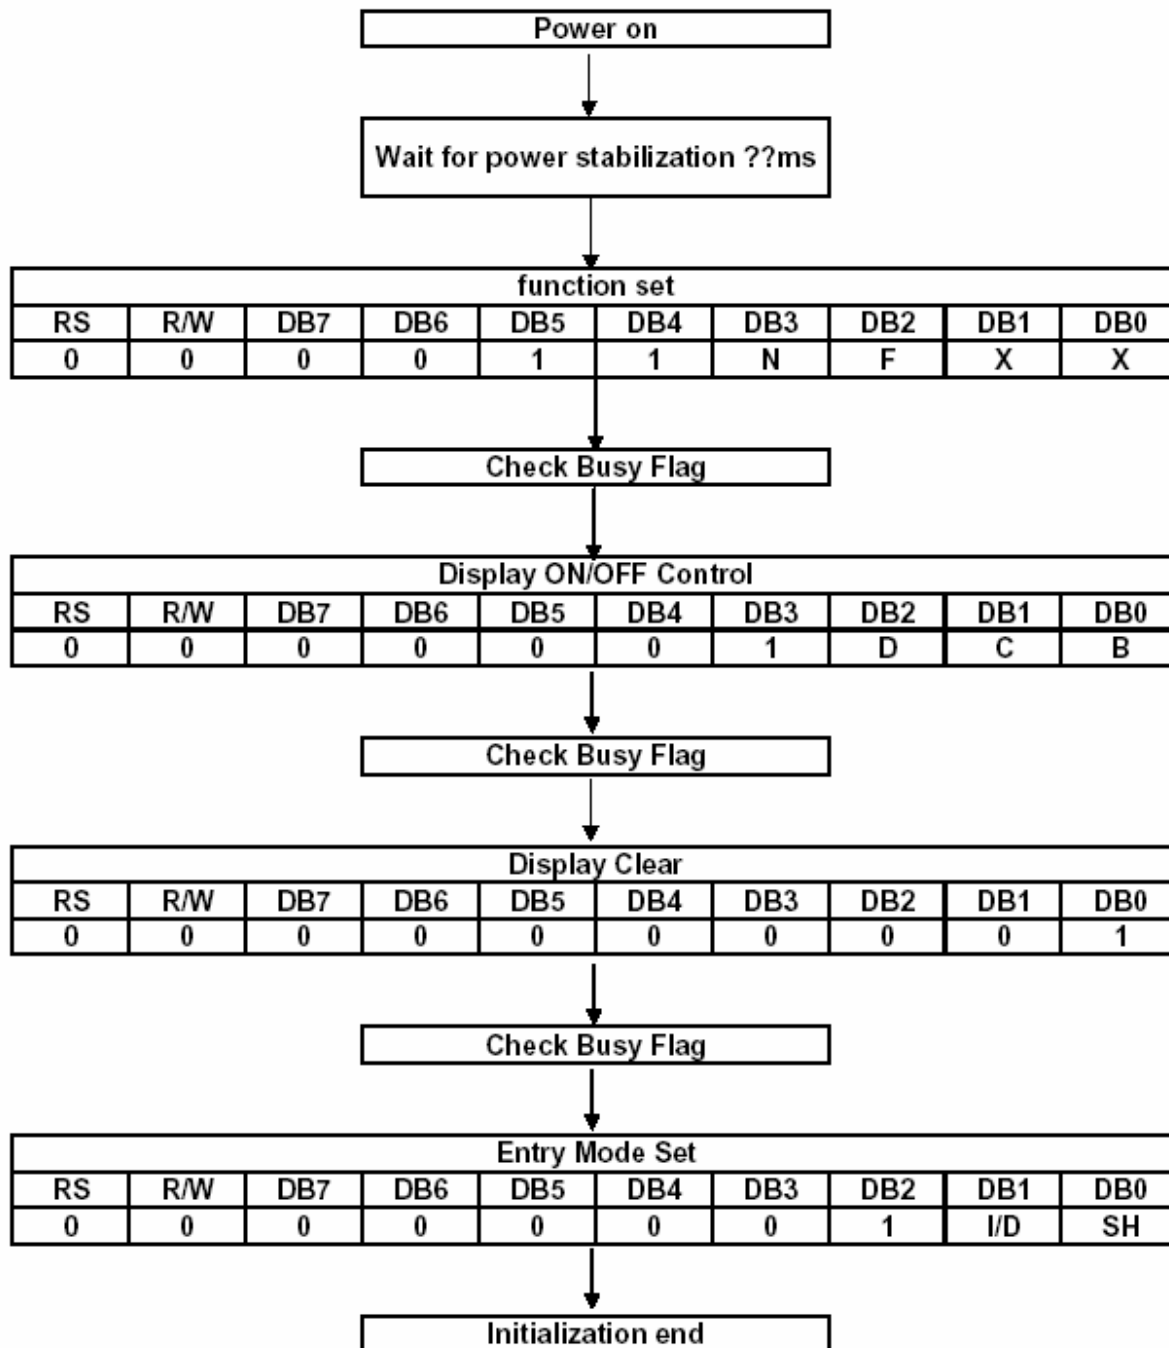 Power on
Wait for power stabilization ??ms
function set
RS R/W DB7 DB6 DB5 DB4 DB3 DB2 DB1 DB0
0 0 0 0 1 1 N F X X
Check Busy Flag
Display ON/OFF Control
RS R/W DB7 DB6 DB5 DB4 DB3 DB2 DB1 DB0
0 0 0 0 0 0 1 D C B
Check Busy Flag
Display Clear
RS R/W DB7 DB6 DB5 DB4 DB3 DB2 DB1 DB0
0 0 0 0 0 0 0 0 0 1
Check Busy Flag
Entry Mode Set
RS R/W DB7 DB6 DB5 DB4 DB3 DB2 DB1 DB0
0 0 0 0 0 0 0 1 I/D SH
Initialization end